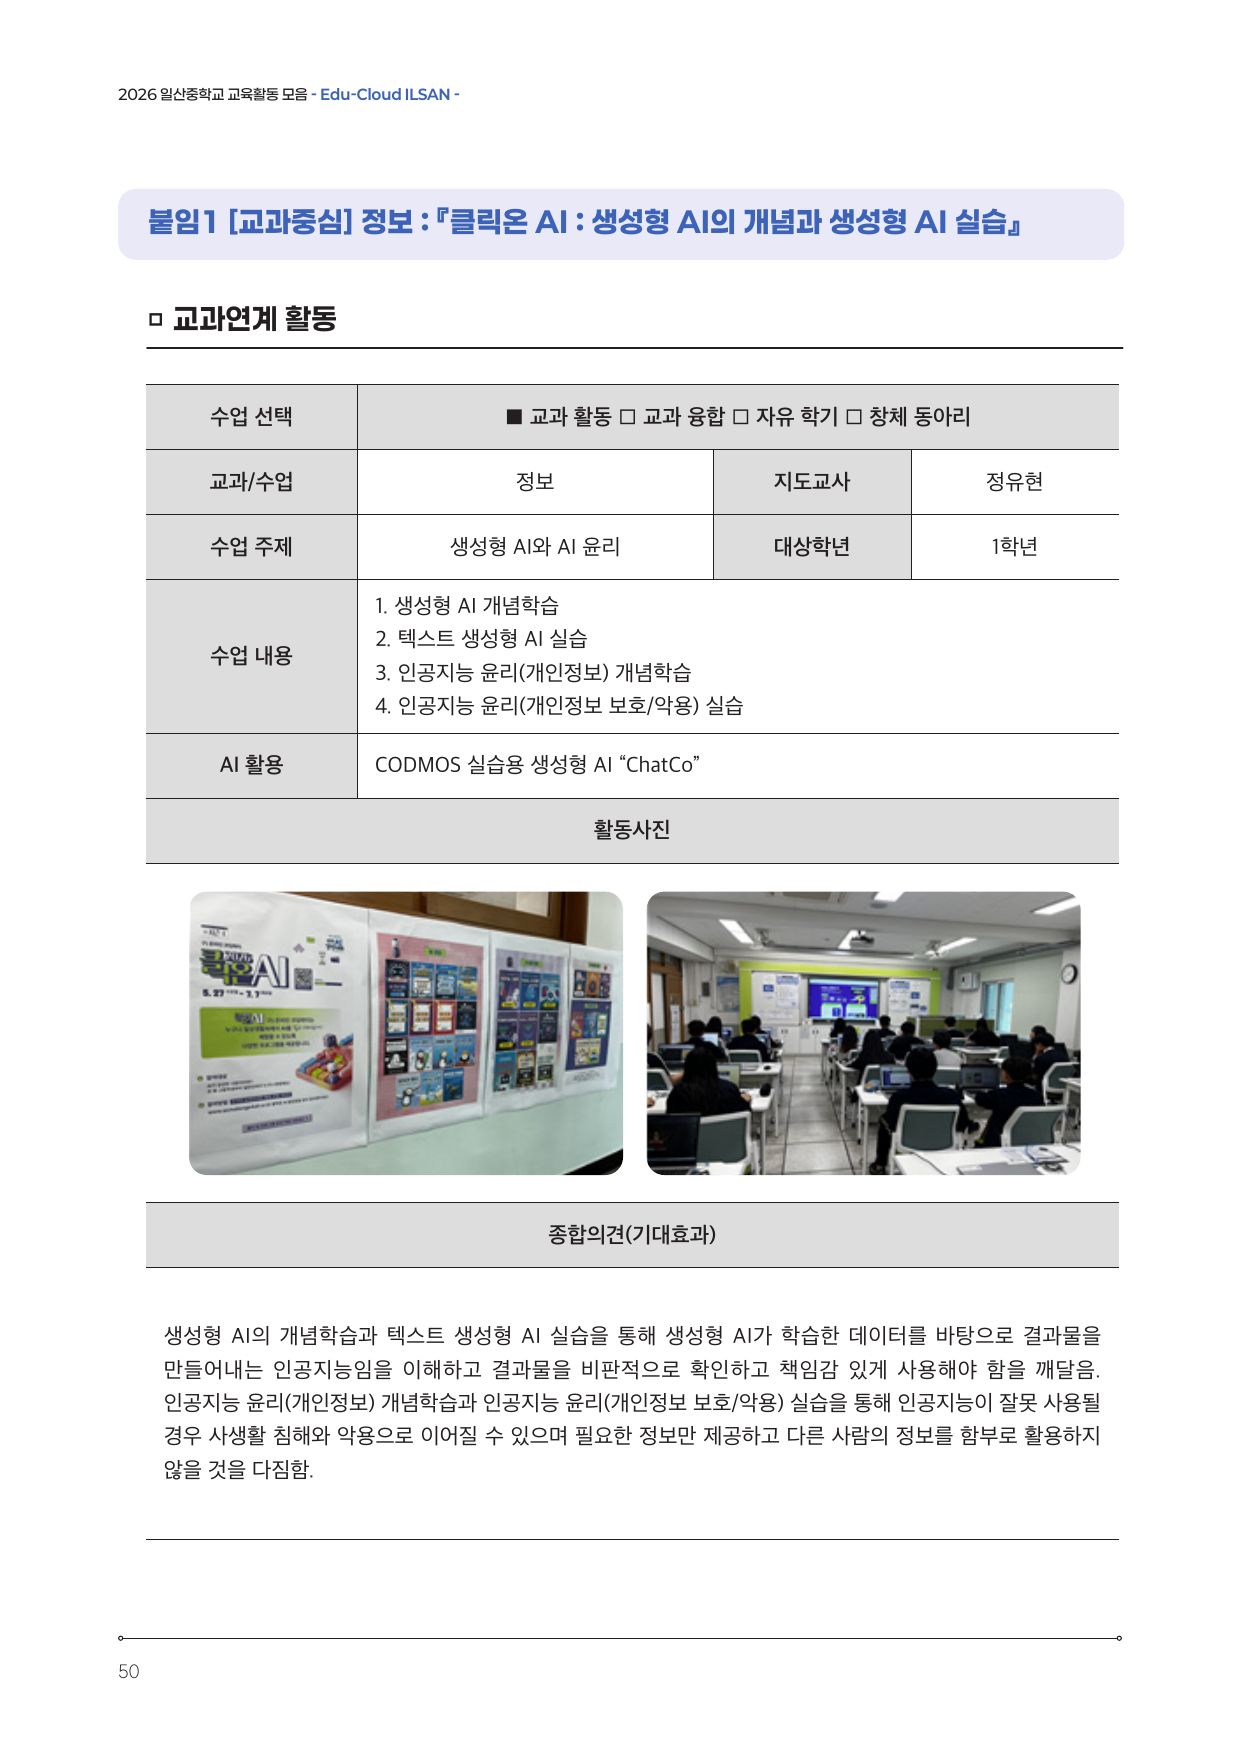 2026 일산중학교 교육활동 모음 - Edu-Cloud ILSAN -
붙임1 [교과중심] 정보 : 『클릭온 AI : 생성형 AI의 개념과 생성형 AI 실습』
□ 교과연계 활동
수업 선택 ■ 교과 활동 □ 교과 융합 □ 자유 학기 □ 창체 동아리
교과/수업 정보 지도교사 정유현
수업 주제 생성형 AI와 AI 윤리 대상학년 1학년
수업 내용
1. 생성형 AI 개념학습
2. 텍스트 생성형 AI 실습
3. 인공지능 윤리(개인정보) 개념학습
4. 인공지능 윤리(개인정보 보호/악용) 실습
AI 활용 CODMOS 실습용 생성형 AI “ChatCo”
활동사진
클릭온AI
5. 27 ~ 7. 7
종합의견(기대효과)
생성형 AI의 개념학습과 텍스트 생성형 AI 실습을 통해 생성형 AI가 학습한 데이터를 바탕으로 결과물을
만들어내는 인공지능임을 이해하고 결과물을 비판적으로 확인하고 책임감 있게 사용해야 함을 깨달음.
인공지능 윤리(개인정보) 개념학습과 인공지능 윤리(개인정보 보호/악용) 실습을 통해 인공지능이 잘못 사용될
경우 사생활 침해와 악용으로 이어질 수 있으며 필요한 정보만 제공하고 다른 사람의 정보를 함부로 활용하지
않을 것을 다짐함.
50